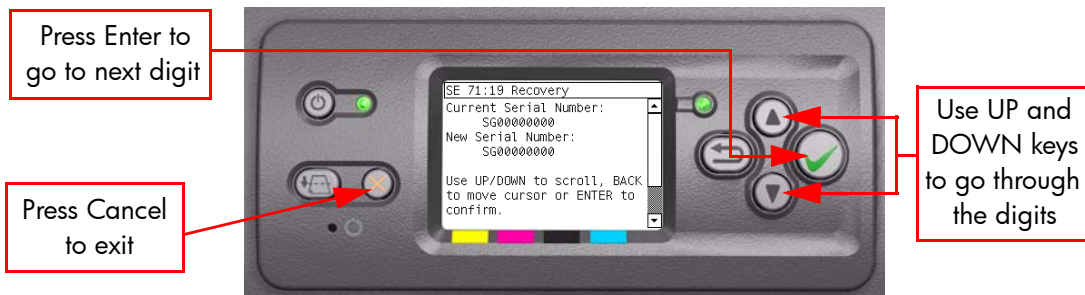 Press Enter to
go to next digit
SE 71:19 Recovery
Current Serial Number:
SG00000000
New Serial Number:
SG00000000
Use UP/DOWN to scroll, BACK
to move cursor or ENTER to
confirm.
Press Cancel
to exit
Use UP and
DOWN keys
to go through
the digits